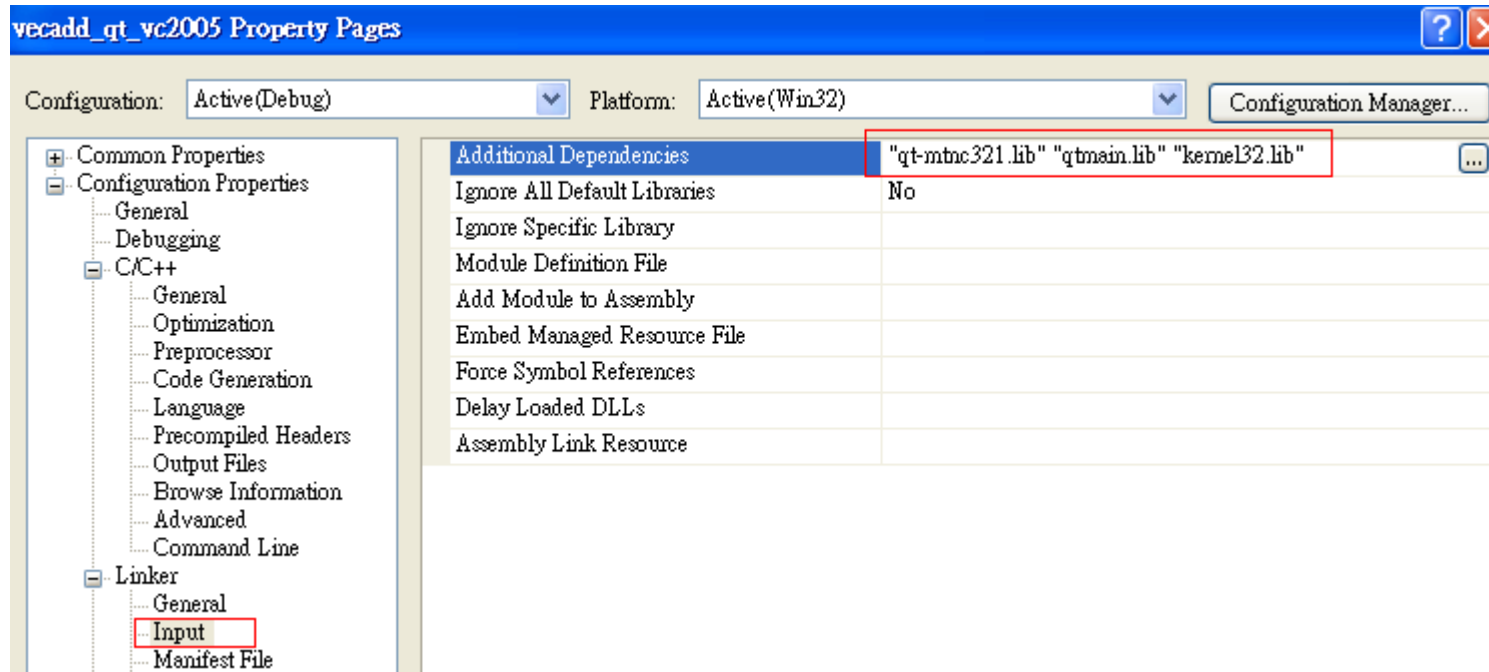 vecadd_qt_vc2005 Property Pages
Configuration: Active(Debug) Platform: Active(Win32) Configuration Manager...
Common Properties
Configuration Properties
General
Debugging
C/C++
General
Optimization
Preprocessor
Code Generation
Language
Precompiled Headers
Output Files
Browse Information
Advanced
Command Line
Linker
General
Input
Manifest File
Additional Dependencies "qt-mtnc321.lib" "qtmain.lib" "kernel32.lib" ...
Ignore All Default Libraries No
Ignore Specific Library
Module Definition File
Add Module to Assembly
Embed Managed Resource File
Force Symbol References
Delay Loaded DLLs
Assembly Link Resource